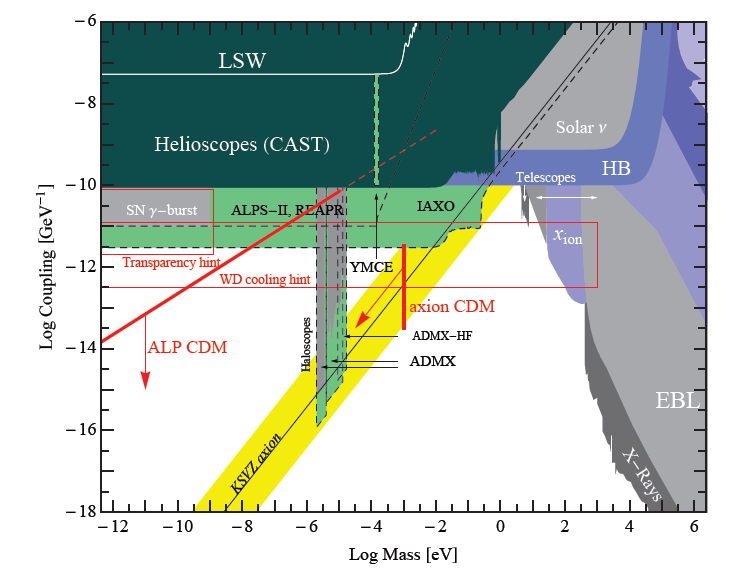 -6
-8
-10
-12
-14
-16
-18
Log Coupling [GeV⁻¹]
LSW
Helioscopes (CAST)
Solar ν
HB
Telescopes
SN γ-burst
ALPS-II, REAPR
IAXO
xion
Transparency hint
WD cooling hint
YMCE
axion CDM
ALP CDM
Haloscopes
ADMX-HF
ADMX
KSVZ axion
EBL
X-Rays
-12
-10
-8
-6
-4
-2
0
2
4
6
Log Mass [eV]